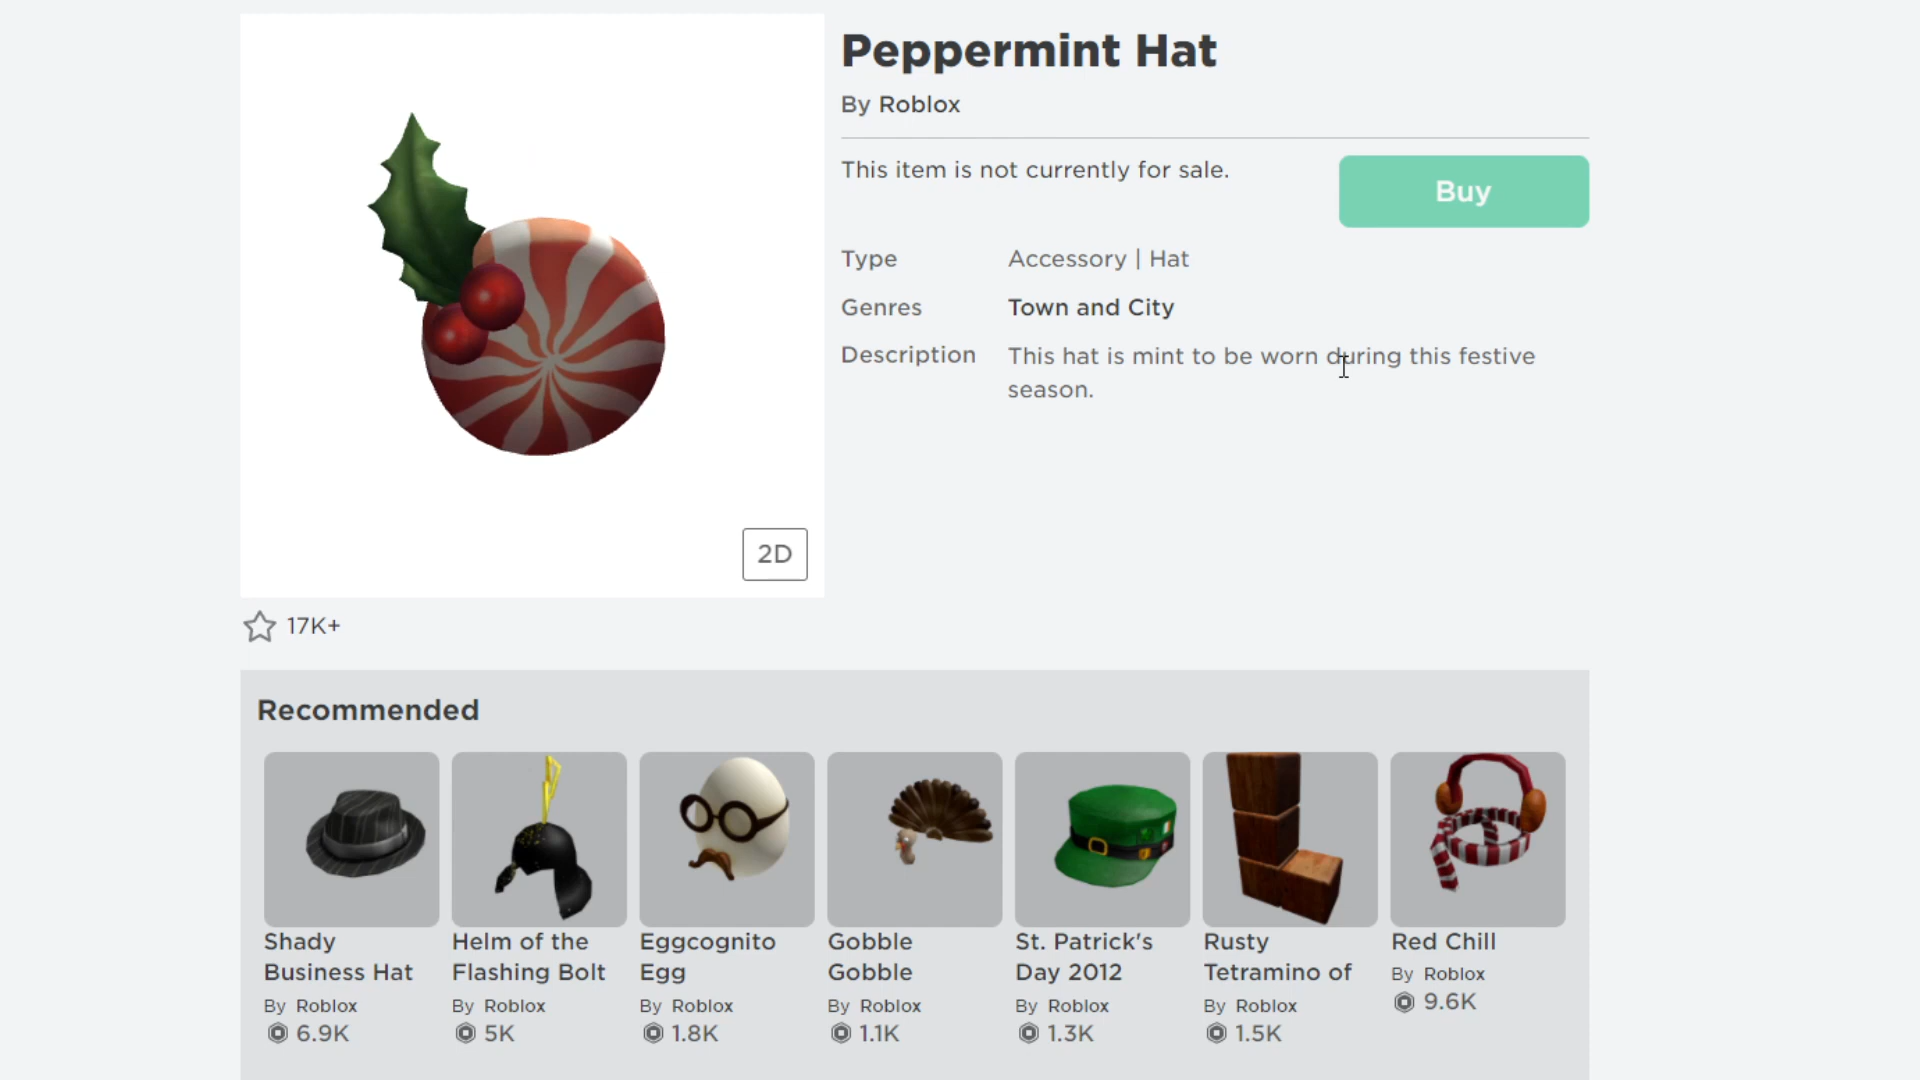 Peppermint Hat
By Roblox
This item is not currently for sale.
Buy
Type Accessory | Hat
Genres Town and City
Description This hat is mint to be worn during this festive
season.
2D
17K+
Recommended
Shady
Business Hat
By Roblox
6.9K
Helm of the
Flashing Bolt
By Roblox
5K
Eggcognito
Egg
By Roblox
1.8K
Gobble
Gobble
By Roblox
1.1K
St. Patrick's
Day 2012
By Roblox
1.3K
Rusty
Tetramino of
By Roblox
1.5K
Red Chill
By Roblox
9.6K